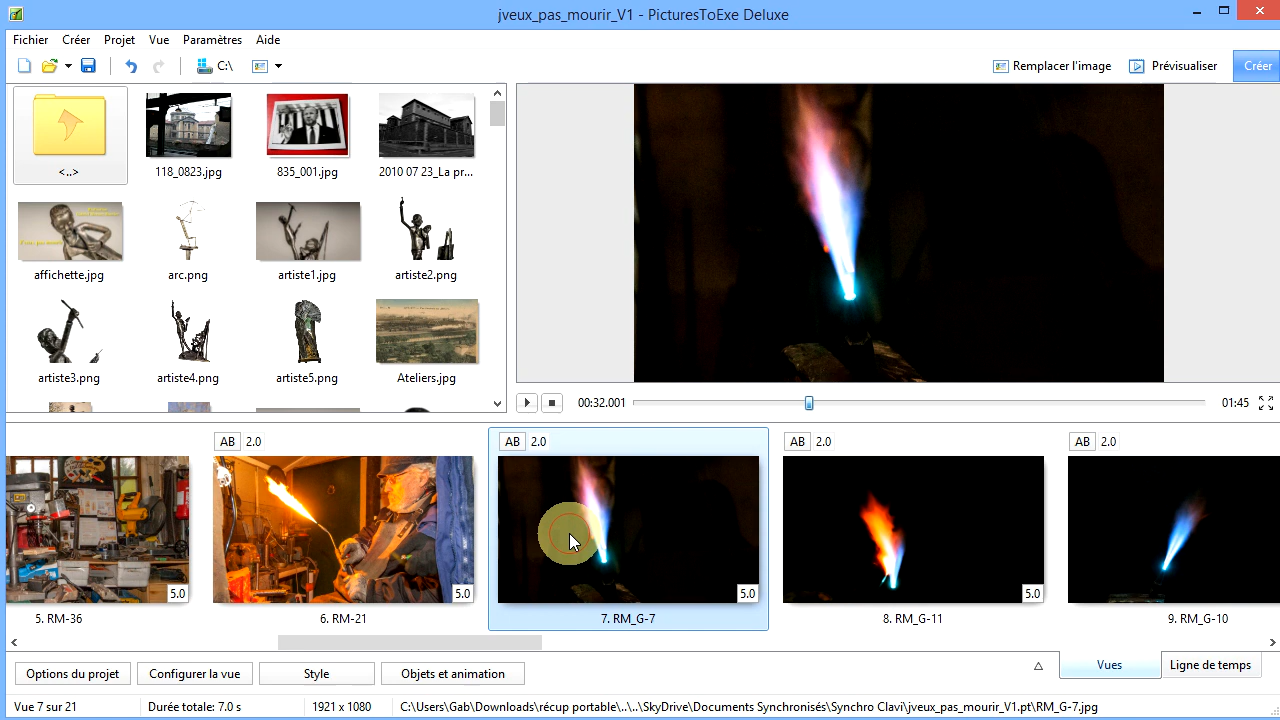 jveux_pas_mourir_V1 - PicturesToExe Deluxe
Fichier Créer Projet Vue Paramètres Aide
C:\ Remplacer l'image Prévisualiser Créer
<..> 118_0823.jpg 835_001.jpg 2010 07 23_La pr...
affichette.jpg arc.png artiste1.jpg artiste2.png
artiste3.png artiste4.png artiste5.png Ateliers.jpg
00:32.001 01:45
AB 2.0 AB 2.0 AB 2.0 AB 2.0
5.0 5.0 5.0 5.0
5. RM-36 6. RM-21 7. RM_G-7 8. RM_G-11 9. RM_G-10
Options du projet Configurer la vue Style Objets et animation Vues Ligne de temps
Vue 7 sur 21 Durée totale: 7.0 s 1921 x 1080 C:\Users\Gab\Downloads\récup portable\..\..\SkyDrive\Documents Synchronisés\Synchro Clavi\jveux_pas_mourir_V1.pt\RM_G-7.jpg